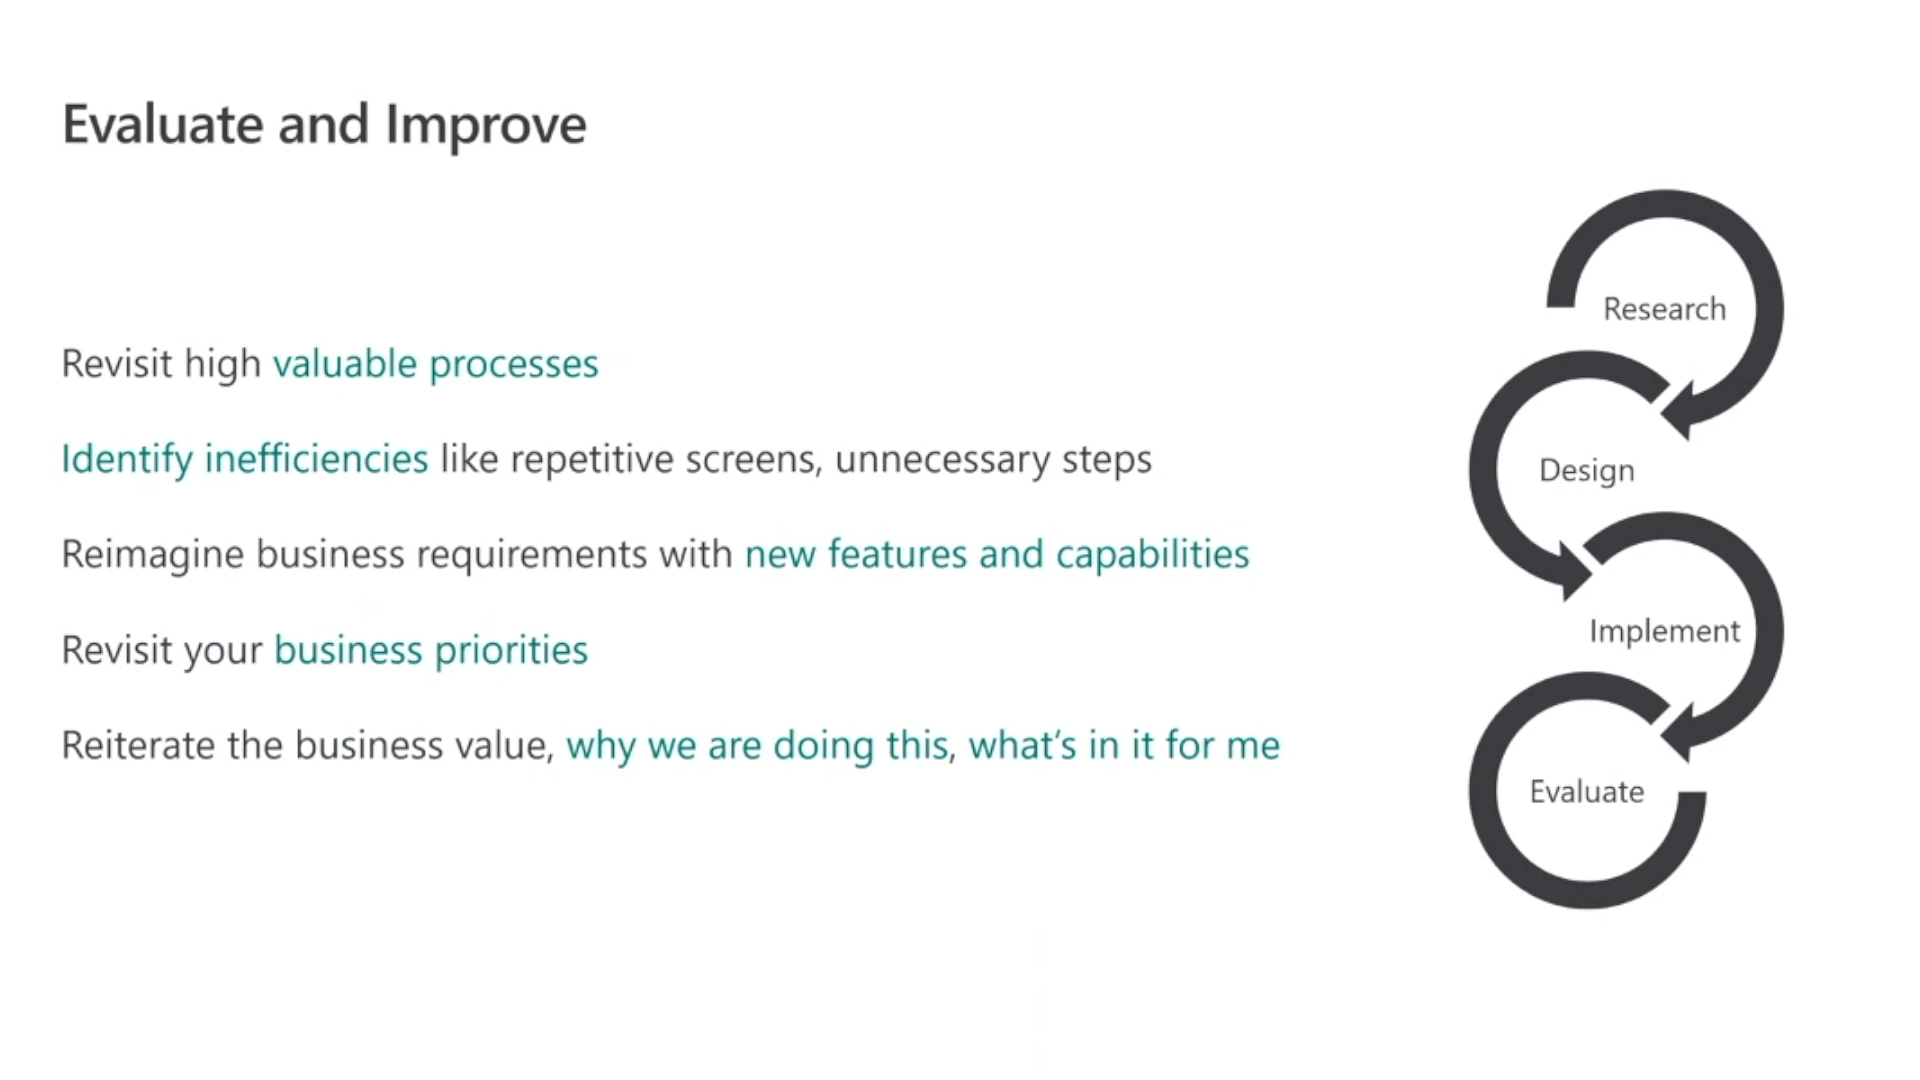 Evaluate and Improve
Revisit high valuable processes
Identify inefficiencies like repetitive screens, unnecessary steps
Reimagine business requirements with new features and capabilities
Revisit your business priorities
Reiterate the business value, why we are doing this, what‘s in it for me
Research
Design
Implement
Evaluate